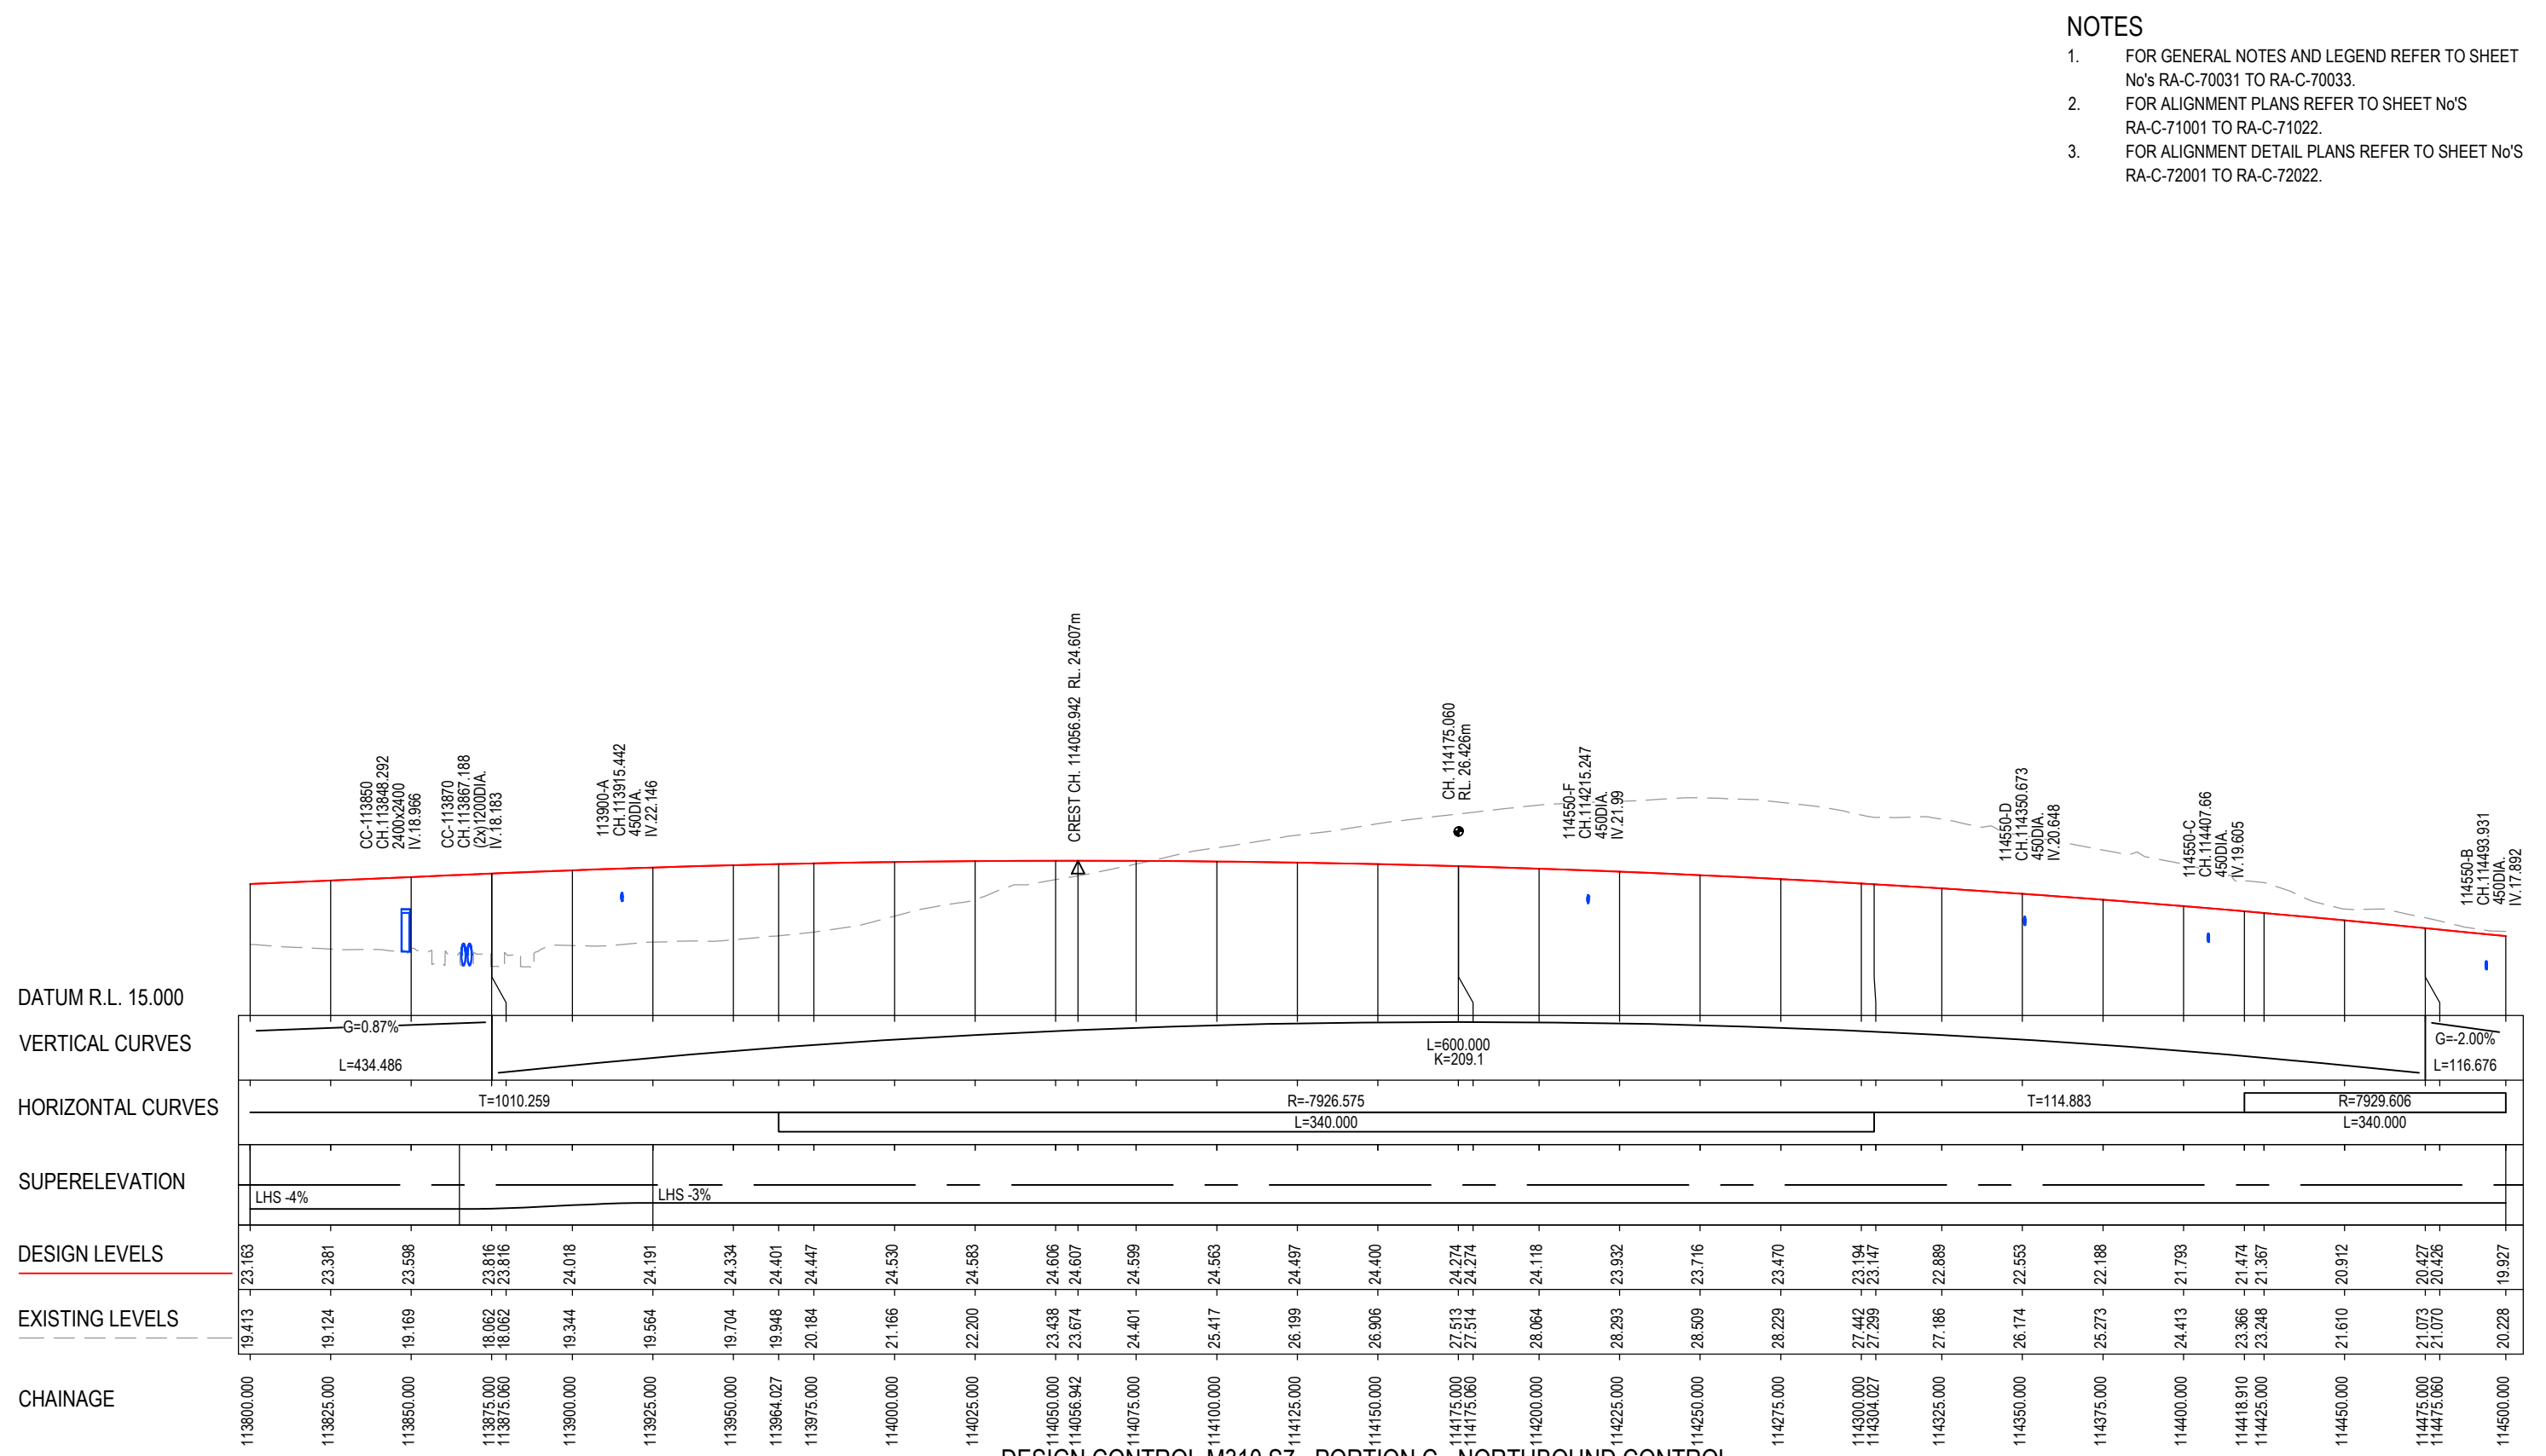 NOTES
1. FOR GENERAL NOTES AND LEGEND REFER TO SHEET
No's RA-C-70031 TO RA-C-70033.
2. FOR ALIGNMENT PLANS REFER TO SHEET No'S
RA-C-71001 TO RA-C-71022.
3. FOR ALIGNMENT DETAIL PLANS REFER TO SHEET No'S
RA-C-72001 TO RA-C-72022.
CC-113850
CH.113848.292
2400x2400
IV.18.966
CC-113870
CH.113867.188
(2x)1200DIA.
IV.18.183
113900-A
CH.113915.442
450DIA.
IV.22.146
CREST CH. 114056.942 RL. 24.607m
CH. 114175.060
RL. 26.426m
114550-F
CH.114215.247
450DIA.
IV.21.99
114550-D
CH.114350.673
450DIA.
IV.20.648
114550-C
CH.114407.66
450DIA.
IV.19.605
114550-B
CH.114493.931
450DIA.
IV.17.892
DATUM R.L. 15.000
VERTICAL CURVES
G=0.87%
L=434.486
L=600.000
K=209.1
G=-2.00%
L=116.676
HORIZONTAL CURVES
T=1010.259
R=-7926.575
L=340.000
T=114.883
R=7929.606
L=340.000
SUPERELEVATION
LHS -4%
LHS -3%
DESIGN LEVELS
23.163 23.381 23.598 23.816 23.816 24.018 24.191 24.334 24.401 24.447 24.530 24.583 24.606 24.607 24.599 24.563 24.497 24.400 24.274 24.274 24.118 23.932 23.716 23.470 23.194 23.147 22.889 22.553 22.188 21.793 21.474 21.367 20.912 20.427 20.426 19.927
EXISTING LEVELS
19.413 19.124 19.169 18.062 18.062 19.344 19.564 19.704 19.948 20.184 21.166 22.200 23.438 23.674 24.401 25.417 26.199 26.906 27.513 27.514 28.064 28.293 28.509 28.229 27.442 27.299 27.186 26.174 25.273 24.413 23.366 23.248 21.610 21.073 21.070 20.228
CHAINAGE
113800.000 113825.000 113850.000 113875.000 113875.060 113900.000 113925.000 113950.000 113964.027 113975.000 114000.000 114025.000 114050.000 114056.942 114075.000 114100.000 114125.000 114150.000 114175.000 114175.060 114200.000 114225.000 114250.000 114275.000 114300.000 114304.027 114325.000 114350.000 114375.000 114400.000 114418.910 114425.000 114450.000 114475.000 114475.060 114500.000
DESIGN CONTROL M310-S7 - PORTION C - NORTHBOUND CONTROL